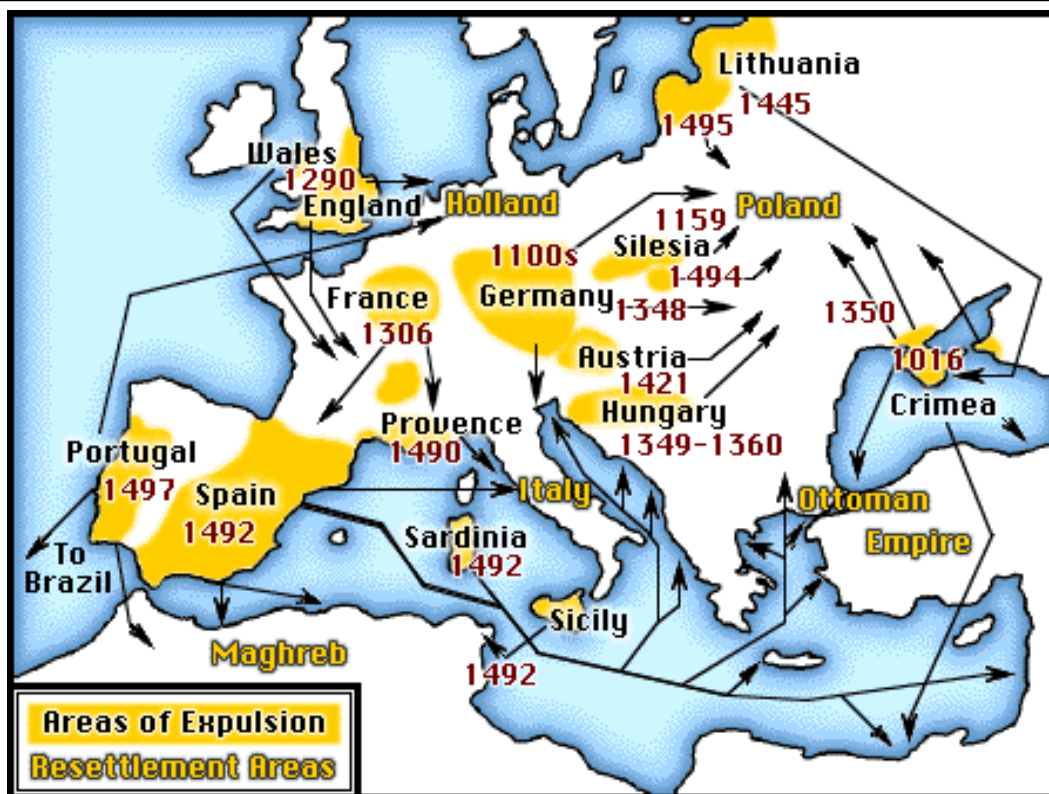 Lithuania
1445
1495
Wales
1290
England
Holland
Poland
1159
Silesia
1100s
1494
France
Germany
1348
1306
1350
Austria
1421
1016
Crimea
Hungary
1349-1360
Provence
1490
Portugal
1497
Spain
1492
Italy
Ottoman
Empire
Sardinia
1492
To
Brazil
Sicily
1492
Maghreb
Areas of Expulsion
Resettlement Areas